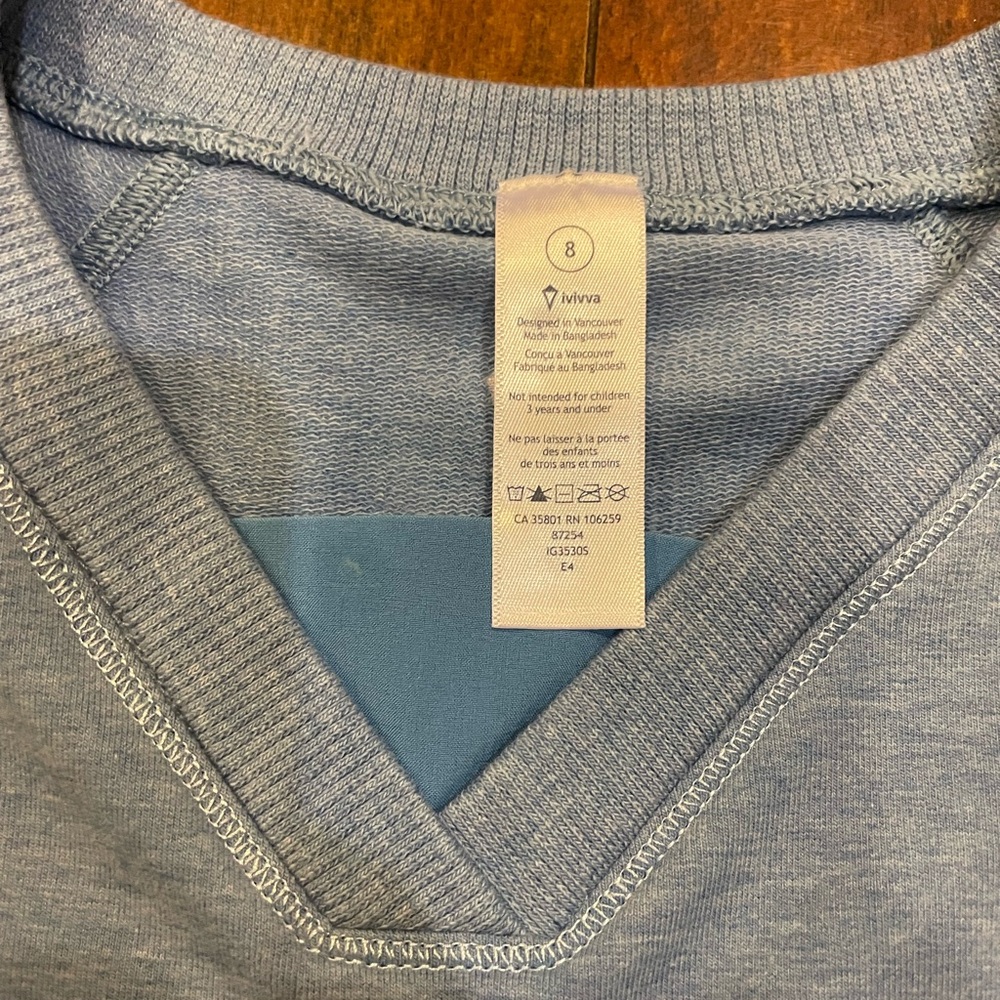 8
ivivva
Designed in Vancouver
Made in Bangladesh
Conçu a Vancouver
Fabriqué au Bangladesh
Not intended for children
3 years and under
Ne pas laisser à la portée
des enfants
de trois ans et moins
CA 35801 RN 106259
87254
IG3530S
E4